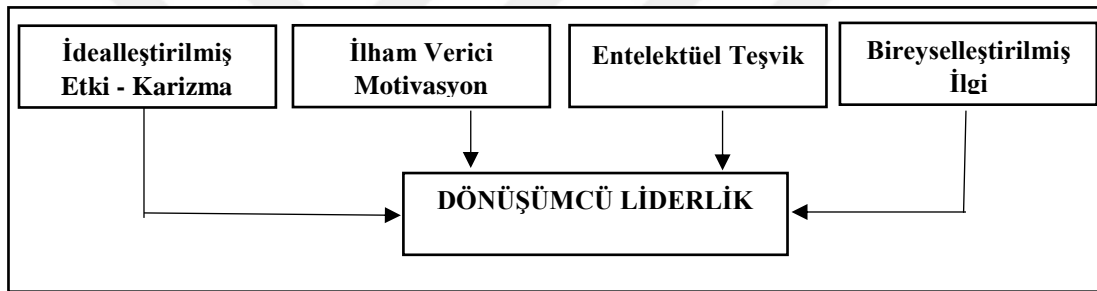 İdealleştirilmiş
Etki - Karizma
İlham Verici
Motivasyon
Entelektüel Teşvik
Bireyselleştirilmiş
İlgi
DÖNÜŞÜMCÜ LİDERLİK